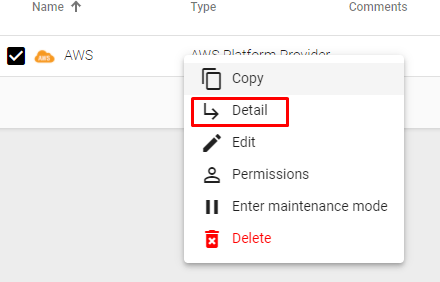 Name Type Comments
AWS AWS AWS Platform Provider
Copy
Detail
Edit
Permissions
Enter maintenance mode
Delete